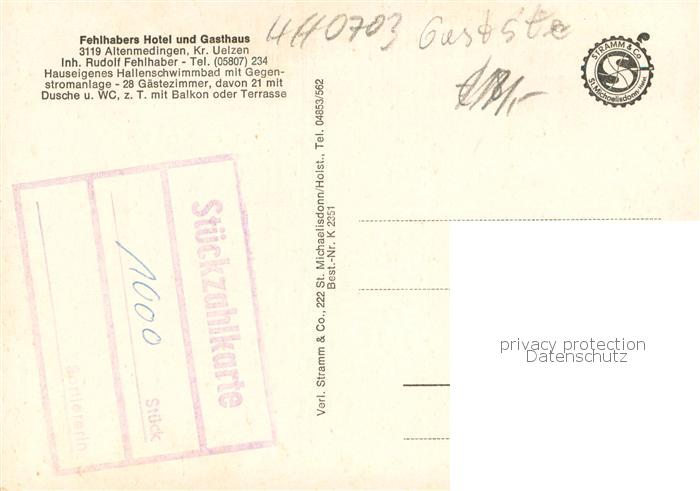 Fehlhabers Hotel und Gasthaus
3119 Altenmedingen, Kr. Uelzen
Inh. Rudolf Fehlhaber - Tel. (05807) 234
Hauseigenes Hallenschwimmbad mit Gegen-
stromanlage - 28 Gästezimmer, davon 21 mit
Dusche u. WC, z. T. mit Balkon oder Terrasse
4110703
STRAMM & Co.
St. Michaelisdonn
Verl. Stramm & Co., 222 St. Michaelisdonn/Holst., Tel. 04853/562
Best.-Nr. K 2351
Stückzahlkarte
1000 Stück
Sortiererin
privacy protection
Datenschutz